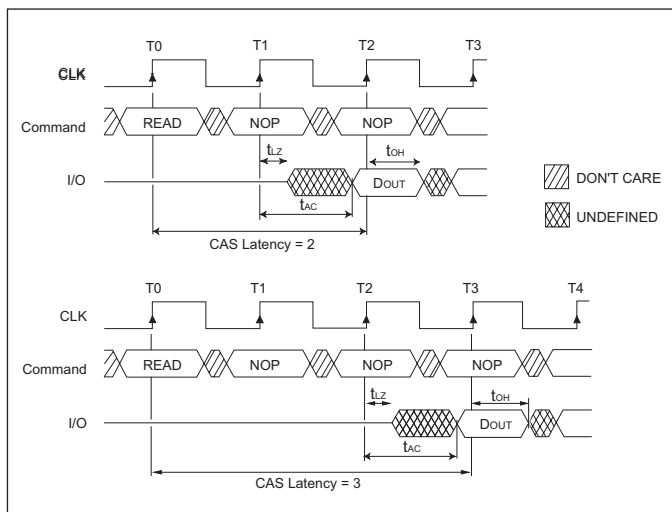 T0 T1 T2 T3
CLK
Command READ NOP NOP
tLZ tOH
I/O DOUT
tAC
CAS Latency = 2
DON'T CARE
UNDEFINED
T0 T1 T2 T3 T4
CLK
Command READ NOP NOP NOP
tLZ tOH
I/O DOUT
tAC
CAS Latency = 3